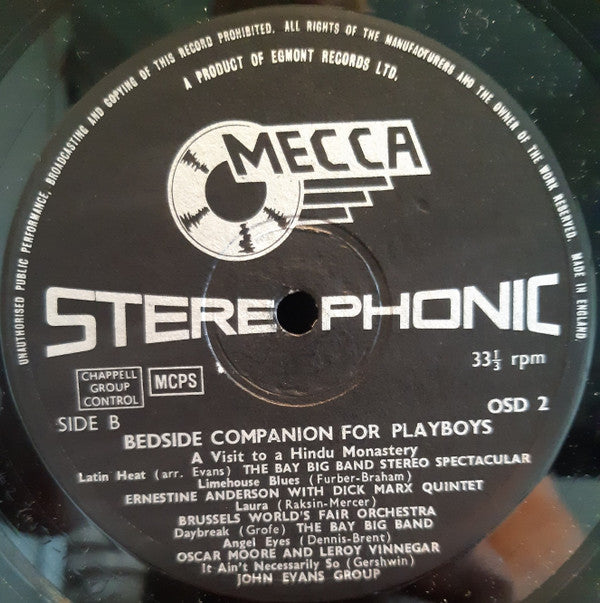 UNAUTHORISED PUBLIC PERFORMANCE, BROADCASTING AND COPYING OF THIS RECORD PROHIBITED. ALL RIGHTS OF THE MANUFACTURERS AND THE OWNER OF THE WORK RESERVED. MADE IN ENGLAND.
A PRODUCT OF EGMONT RECORDS LTD.
MECCA
STEREOPHONIC
33⅓ rpm
CHAPPELL
GROUP
CONTROL
MCPS
SIDE B
OSD 2
BEDSIDE COMPANION FOR PLAYBOYS
A Visit to a Hindu Monastery
Latin Heat (arr. Evans) THE BAY BIG BAND STEREO SPECTACULAR
Limehouse Blues (Furber-Braham)
ERNESTINE ANDERSON WITH DICK MARX QUINTET
Laura (Raksin-Mercer)
BRUSSELS WORLD'S FAIR ORCHESTRA
Daybreak (Grofe) THE BAY BIG BAND
Angel Eyes (Dennis-Brent)
OSCAR MOORE AND LEROY VINNEGAR
It Ain't Necessarily So (Gershwin)
JOHN EVANS GROUP